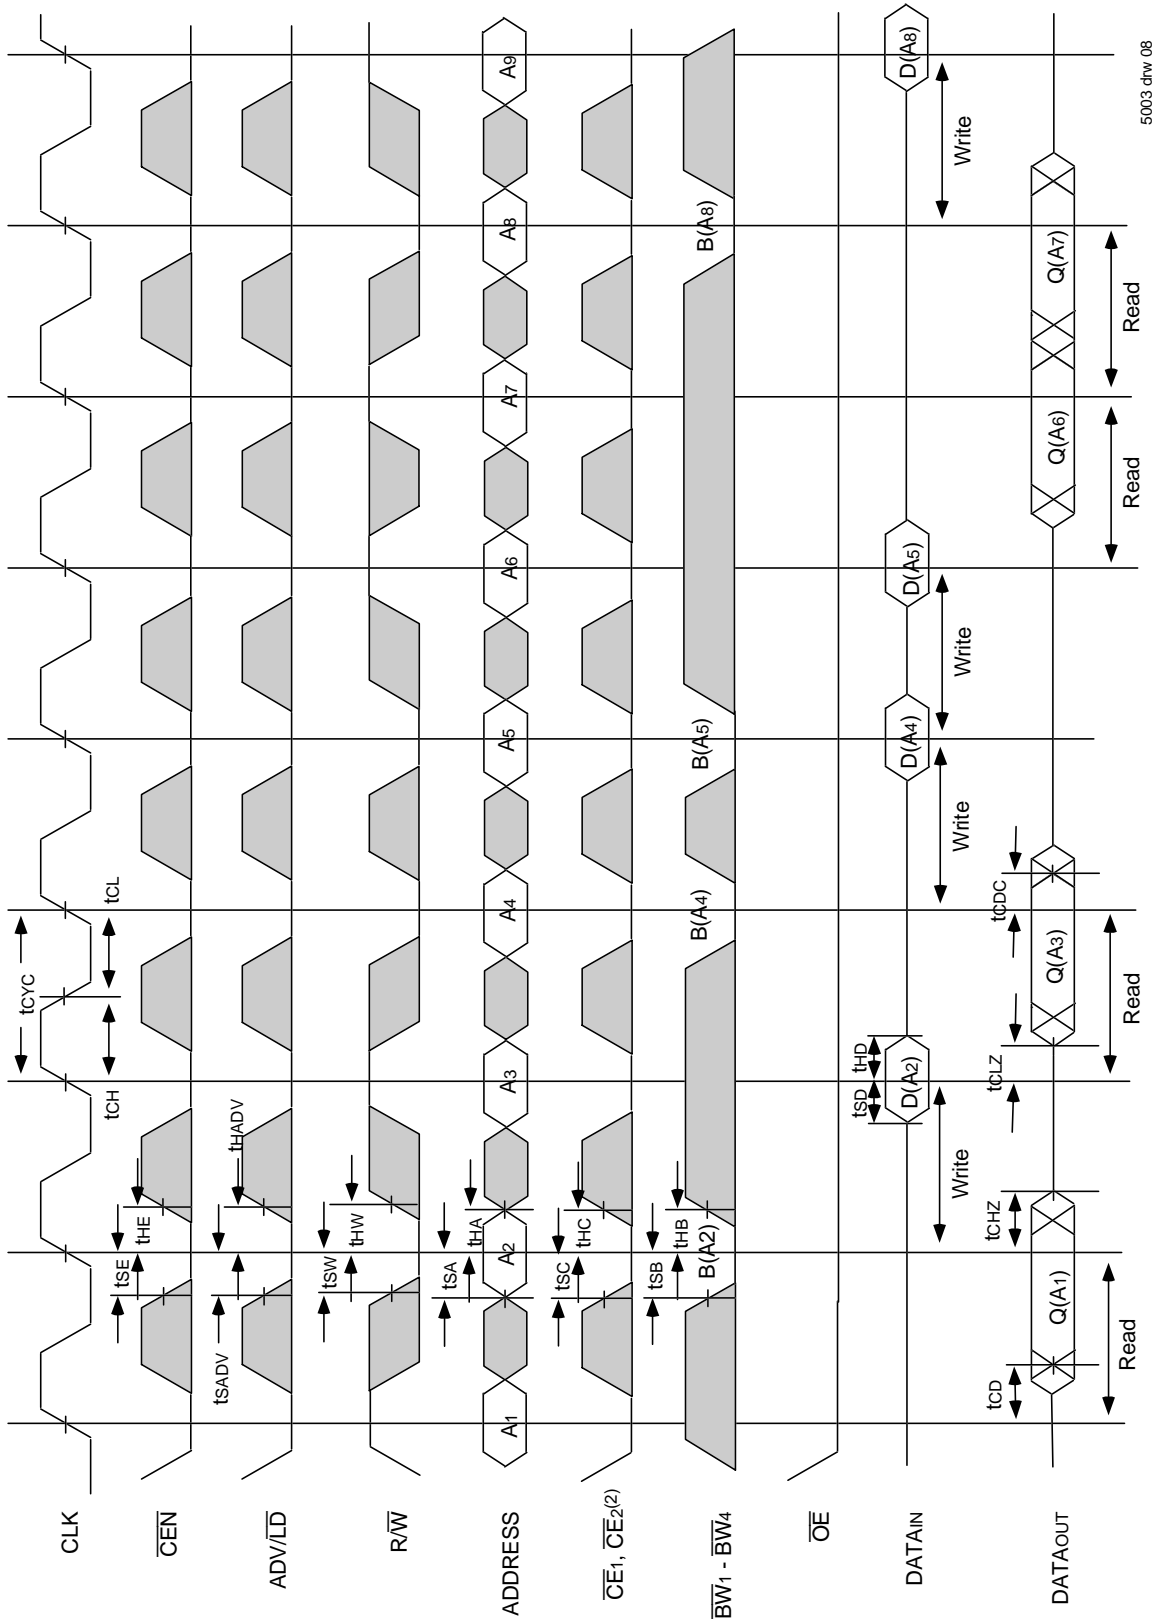 tCYC
tCH
tCL
CLK
tSE
tHE
CEN
tSADV
tHADV
ADV/LD
tSW
tHW
R/W
tSA
tHA
ADDRESS
A1
A2
A3
A4
A5
A6
A7
A8
A9
tSC
tHC
CE1, CE2(2)
tSB
tHB
BW1 - BW4
B(A2)
B(A4)
B(A5)
B(A8)
OE
tSD
tHD
DATAIN
D(A2)
D(A4)
D(A5)
D(A8)
Write
Write
Write
Write
tCD
tCHZ
tCLZ
tCDC
DATAOUT
Q(A1)
Q(A3)
Q(A6)
Q(A7)
Read
Read
Read
Read
5003 drw 08